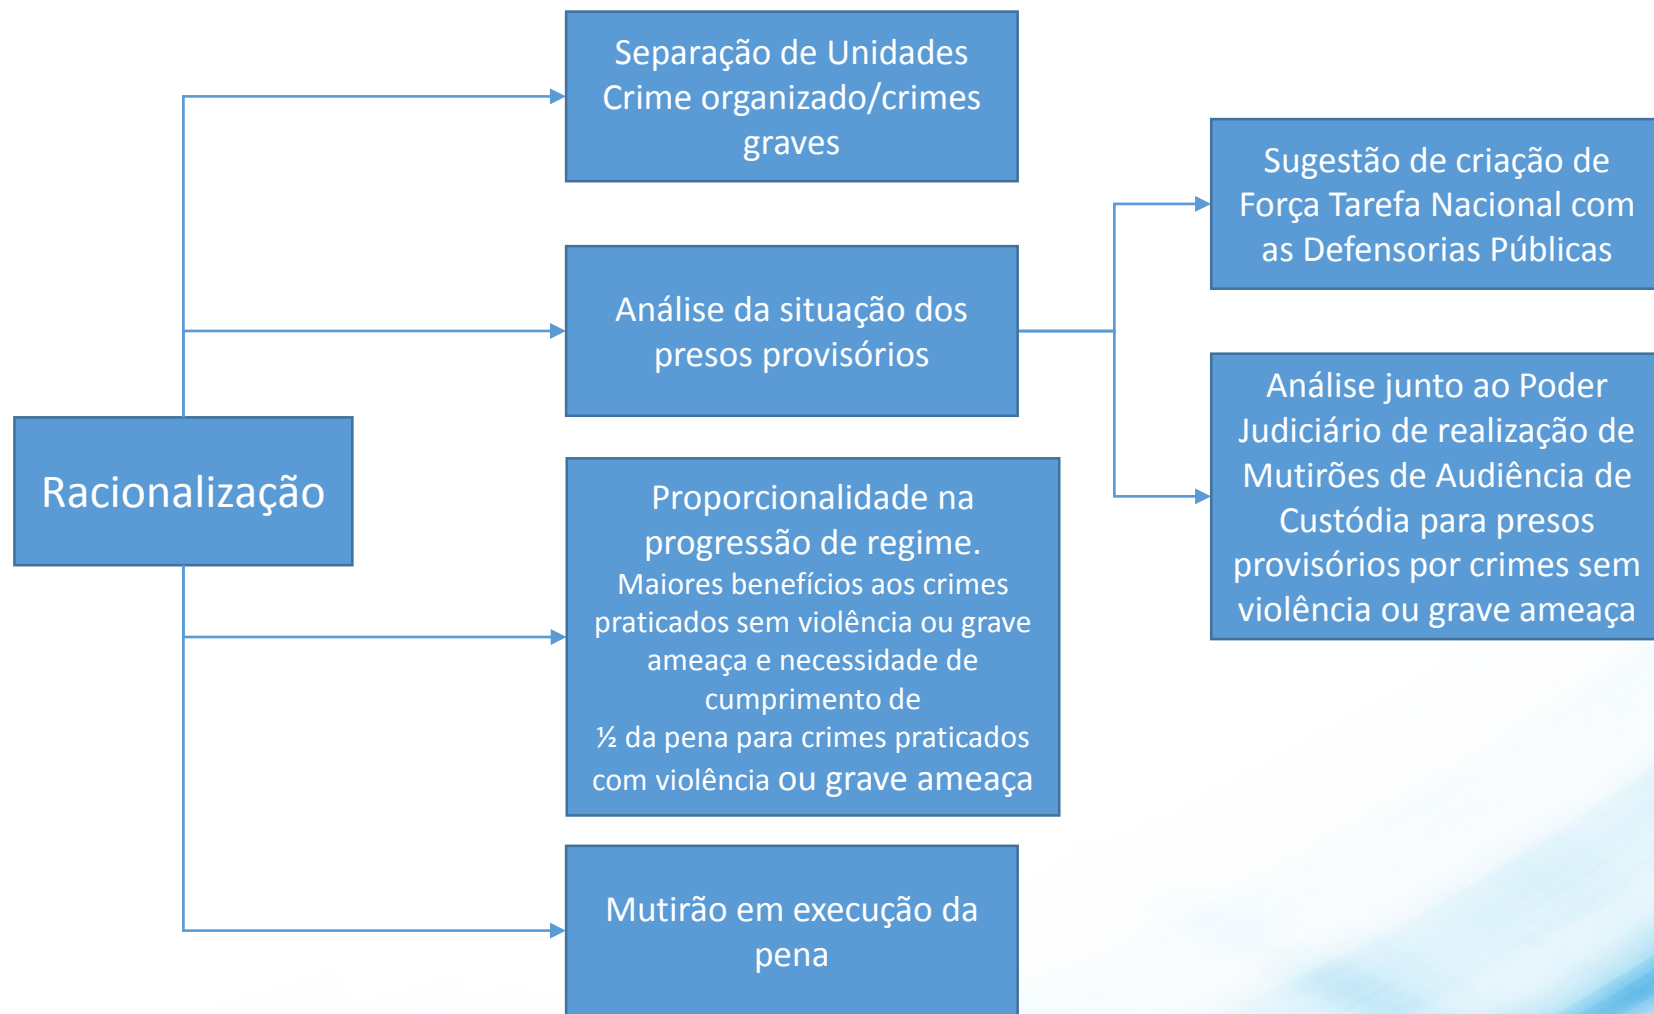 Separação de Unidades
Crime organizado/crimes
graves
Sugestão de criação de
Força Tarefa Nacional com
as Defensorias Públicas
Análise da situação dos
presos provisórios
Análise junto ao Poder
Judiciário de realização de
Mutirões de Audiência de
Custódia para presos
provisórios por crimes sem
violência ou grave ameaça
Racionalização
Proporcionalidade na
progressão de regime.
Maiores benefícios aos crimes
praticados sem violência ou grave
ameaça e necessidade de
cumprimento de
½ da pena para crimes praticados
com violência ou grave ameaça
Mutirão em execução da
pena